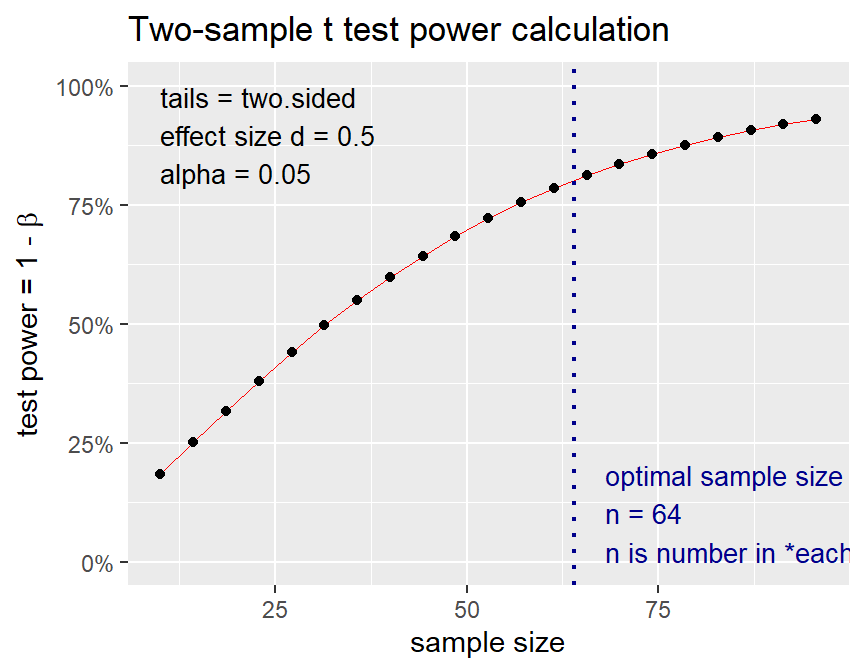 Two-sample t test power calculation
100%
75%
50%
25%
0%
test power = 1 - β
tails = two.sided
effect size d = 0.5
alpha = 0.05
optimal sample size
n = 64
n is number in *each
25
50
75
sample size